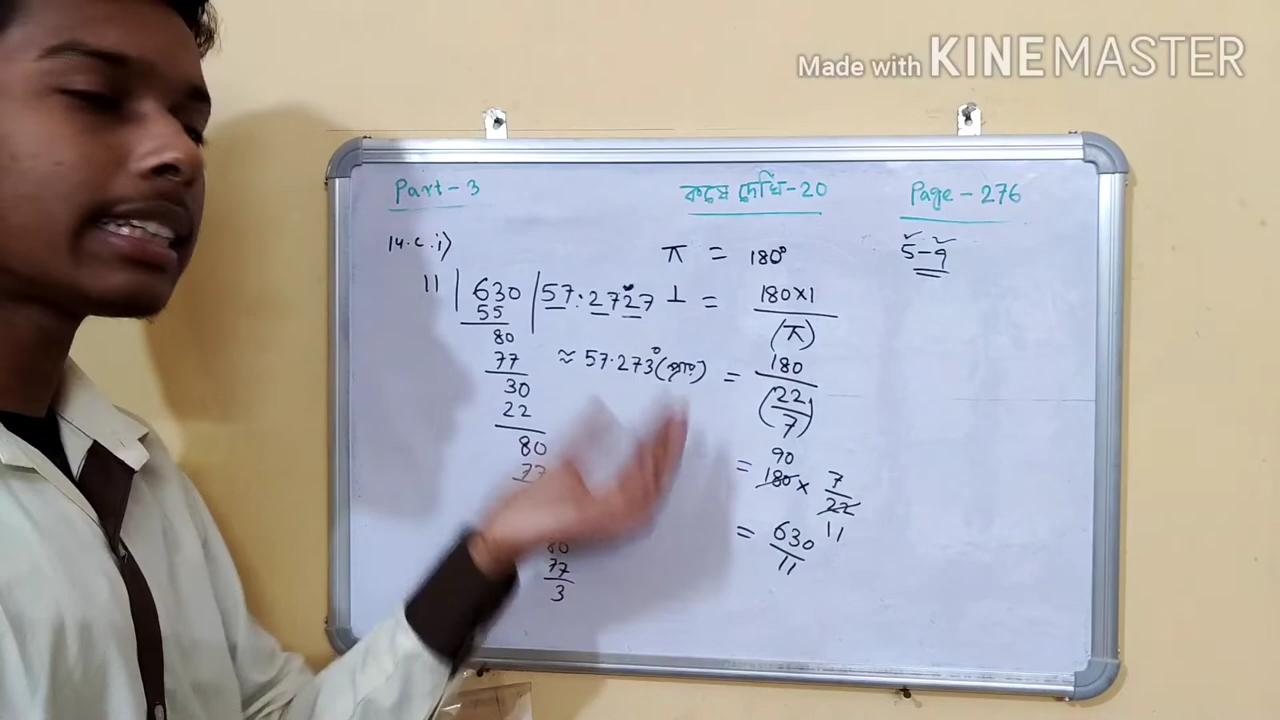 Made with KINEMASTER
Part - 3 কষে দেখি - 20 Page - 276
14. c. i) π = 180° 5 - 9
11 | 630 | 57.2727 1 = 180×1 / (π)
55
80
77 ≈ 57.273° (প্রায়) = 180 / (22/7)
30
22
80 90
77 = 180 × 7/22
11
= 630/11
80
77
3